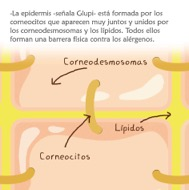 -La epidermis -señala Giupi- está formada por los
corneocitos que aparecen muy juntos y unidos por
los corneodesmosomas y los lípidos. Todos ellos
forman una barrera física contra los alérgenos.
Corneodesmosomas
Lípidos
Corneocitos